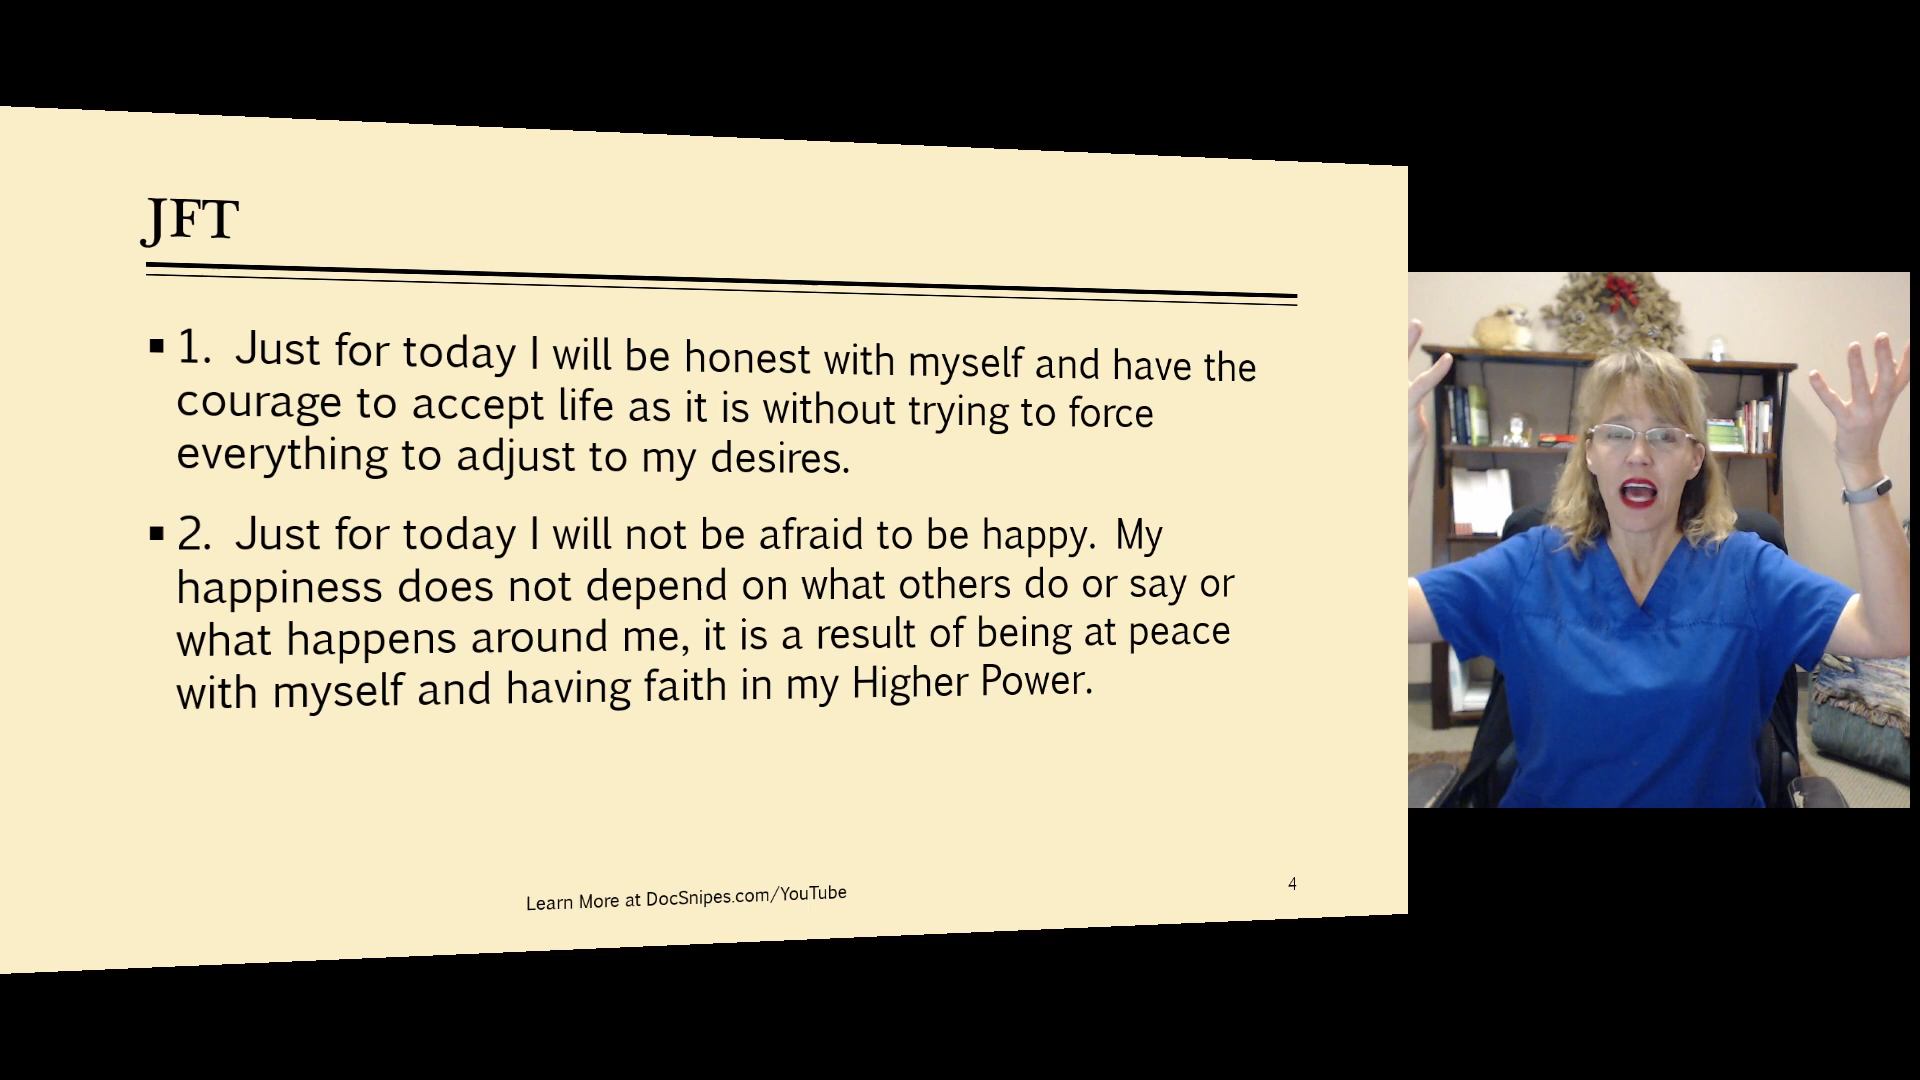 JFT
▪ 1. Just for today I will be honest with myself and have the
courage to accept life as it is without trying to force
everything to adjust to my desires.
▪ 2. Just for today I will not be afraid to be happy. My
happiness does not depend on what others do or say or
what happens around me, it is a result of being at peace
with myself and having faith in my Higher Power.
Learn More at DocSnipes.com/YouTube
4